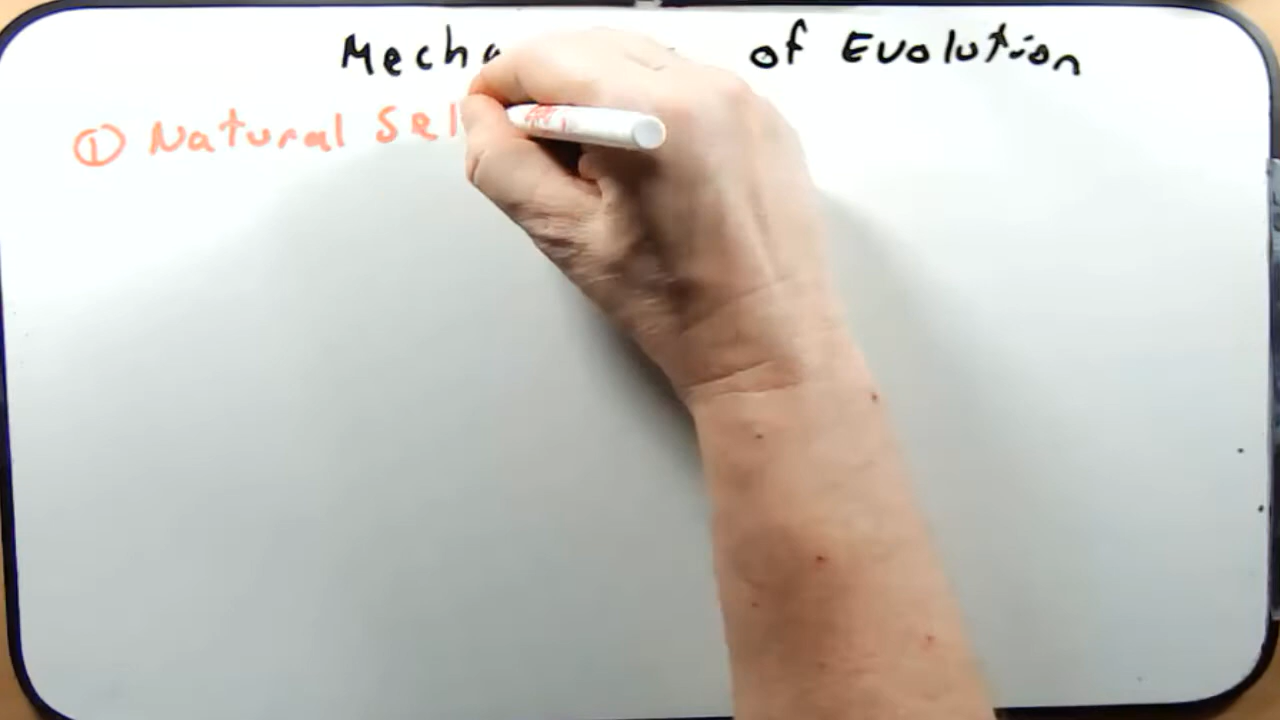 Mecha of Evolution
① Natural Sel